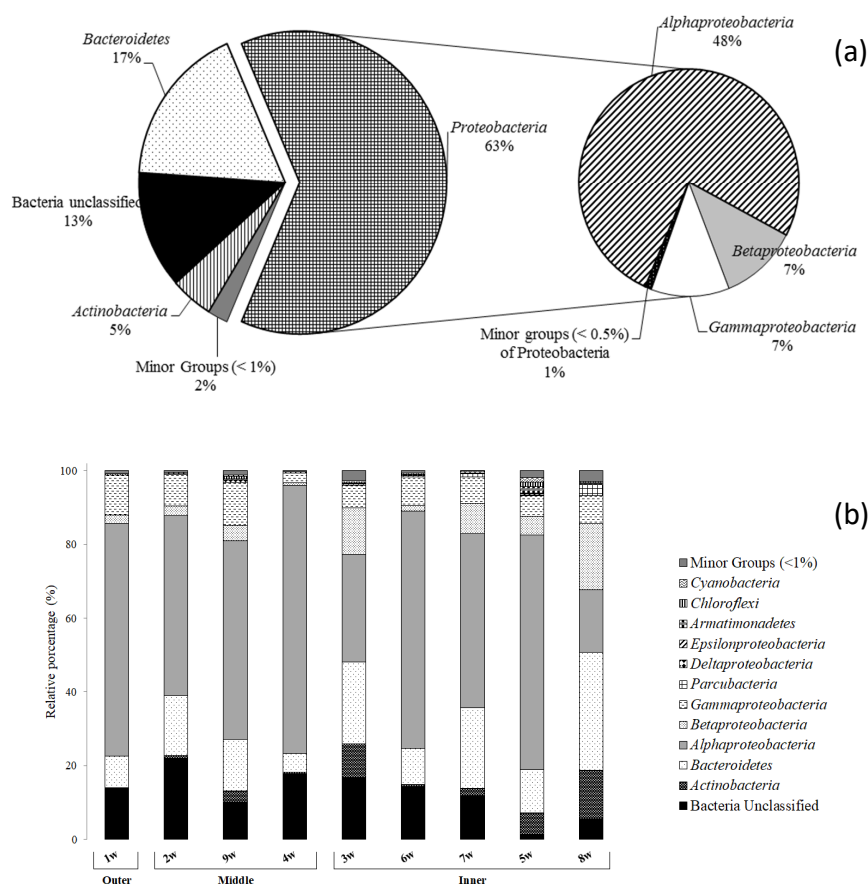 Alphaproteobacteria
48%
(a)
Bacteroidetes
17%
Proteobacteria
63%
Bacteria unclassified
13%
Betaproteobacteria
7%
Actinobacteria
5%
Gammaproteobacteria
7%
Minor groups (< 0.5%)
of Proteobacteria
1%
Minor Groups (< 1%)
2%
(b)
Relative porcentage (%)
100
80
60
40
20
0
1w 2w 9w 4w 3w 6w 7w 5w 8w
Outer Middle Inner
Minor Groups (<1%)
Cyanobacteria
Chloroflexi
Armatimonadetes
Epsilonproteobacteria
Deltaproteobacteria
Parcubacteria
Gammaproteobacteria
Betaproteobacteria
Alphaproteobacteria
Bacteroidetes
Actinobacteria
Bacteria Unclassified